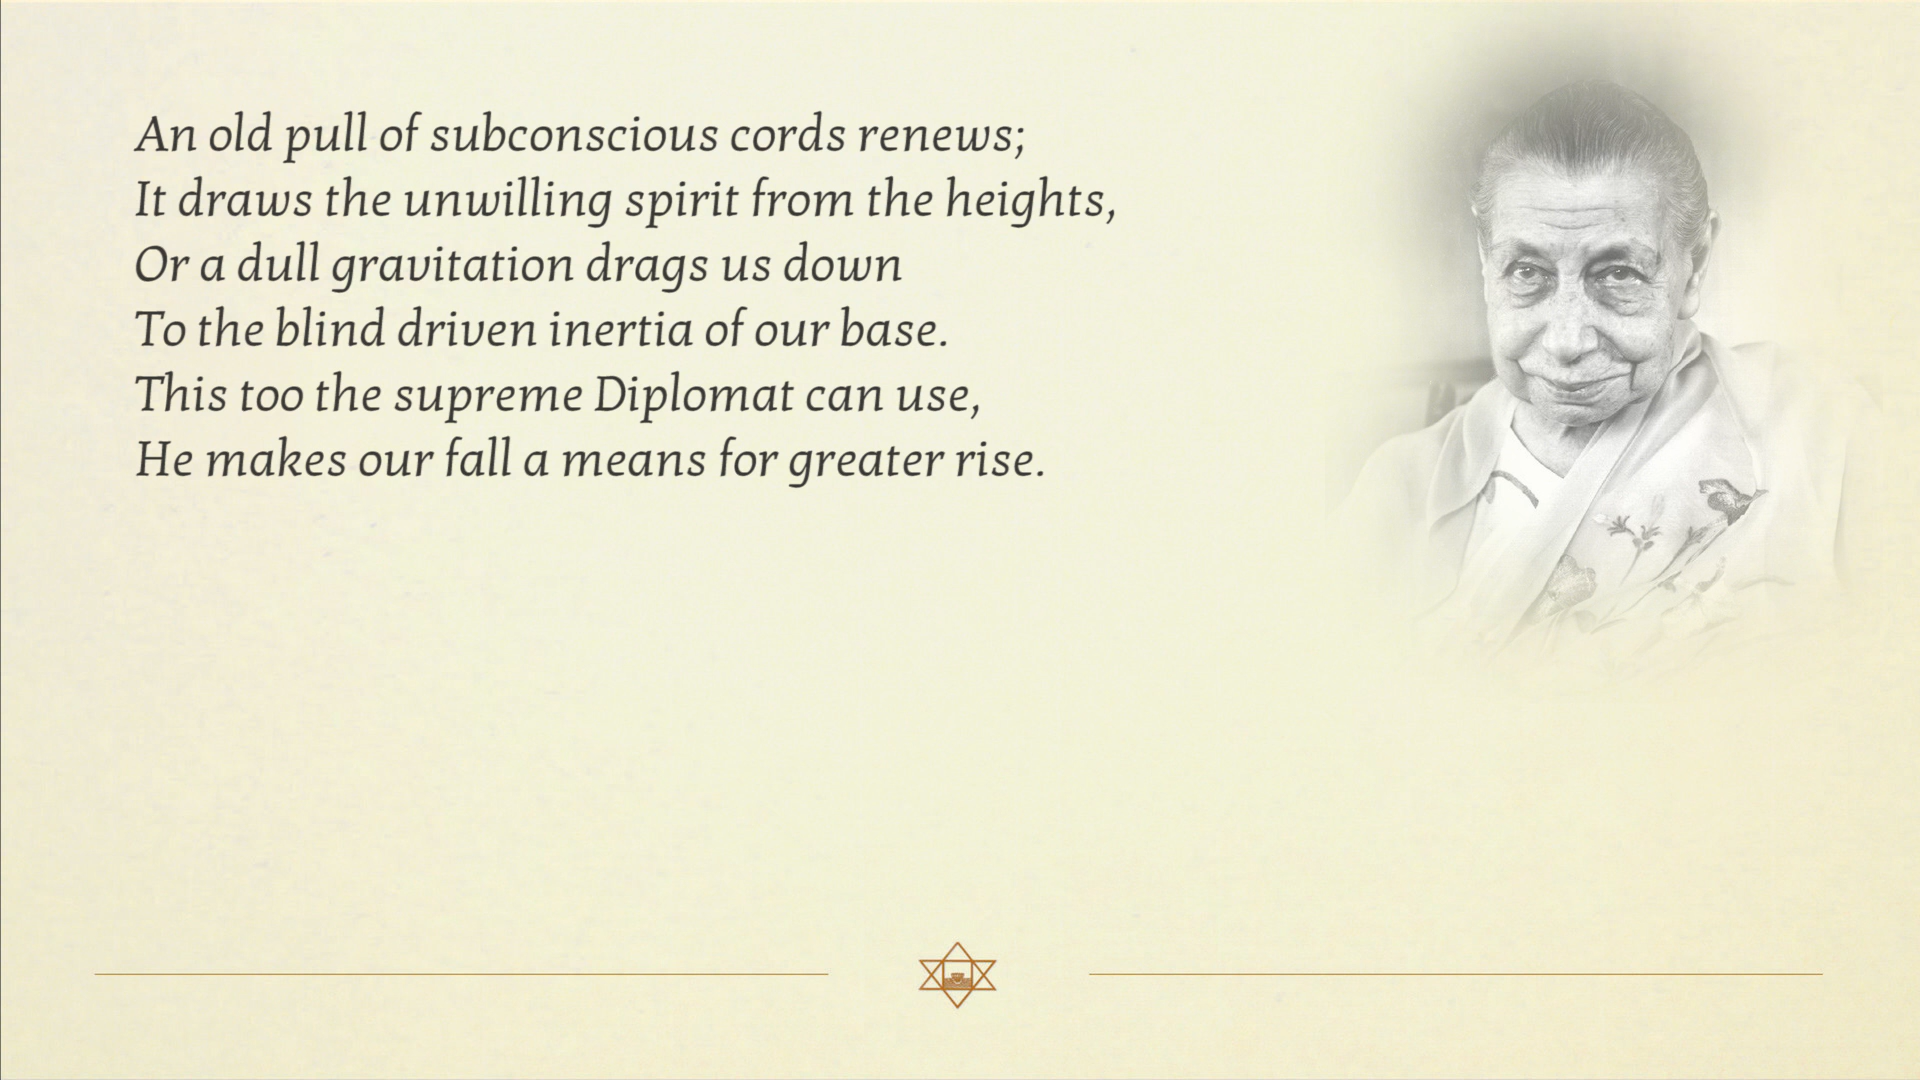 An old pull of subconscious cords renews;
It draws the unwilling spirit from the heights,
Or a dull gravitation drags us down
To the blind driven inertia of our base.
This too the supreme Diplomat can use,
He makes our fall a means for greater rise.